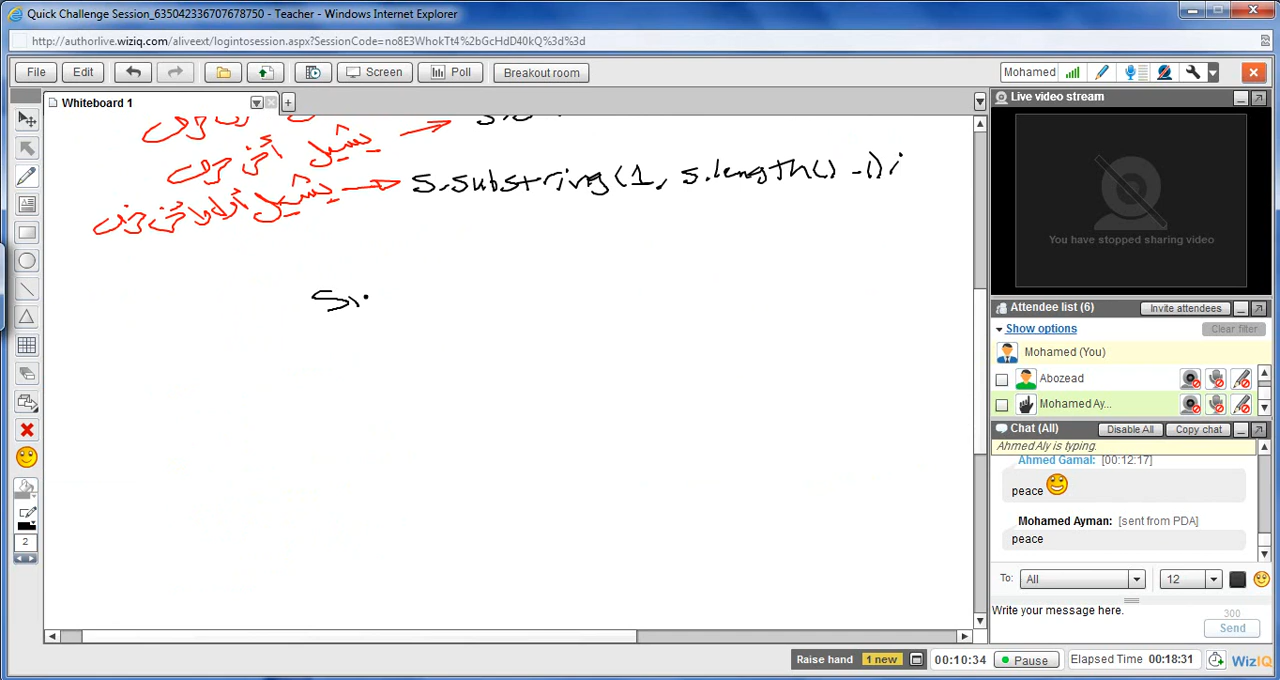 Quick Challenge Session_635042336707678750 - Teacher - Windows Internet Explorer
http://authorlive.wiziq.com/aliveext/logintosession.aspx?SessionCode=no8E3WhokTt4%2bGcHdD40kQ%3d%3d
File Edit Screen Poll Breakout room Mohamed
Whiteboard 1
يشيل أخر حرف
يشيل أول وأخر حرف s.substring(1, s.length() -1);
Live video stream
You have stopped sharing video
Attendee list (6) Invite attendees
Show options Clear filter
Mohamed (You)
Abozead
Mohamed Ay...
Chat (All) Disable All Copy chat
Ahmed Aly is typing.
Ahmed Gamal: [00:12:17]
peace
Mohamed Ayman: [sent from PDA]
peace
To: All 12
Write your message here.
300
Send
2
Raise hand 1 new 00:10:34 Pause Elapsed Time 00:18:31 WizIQ